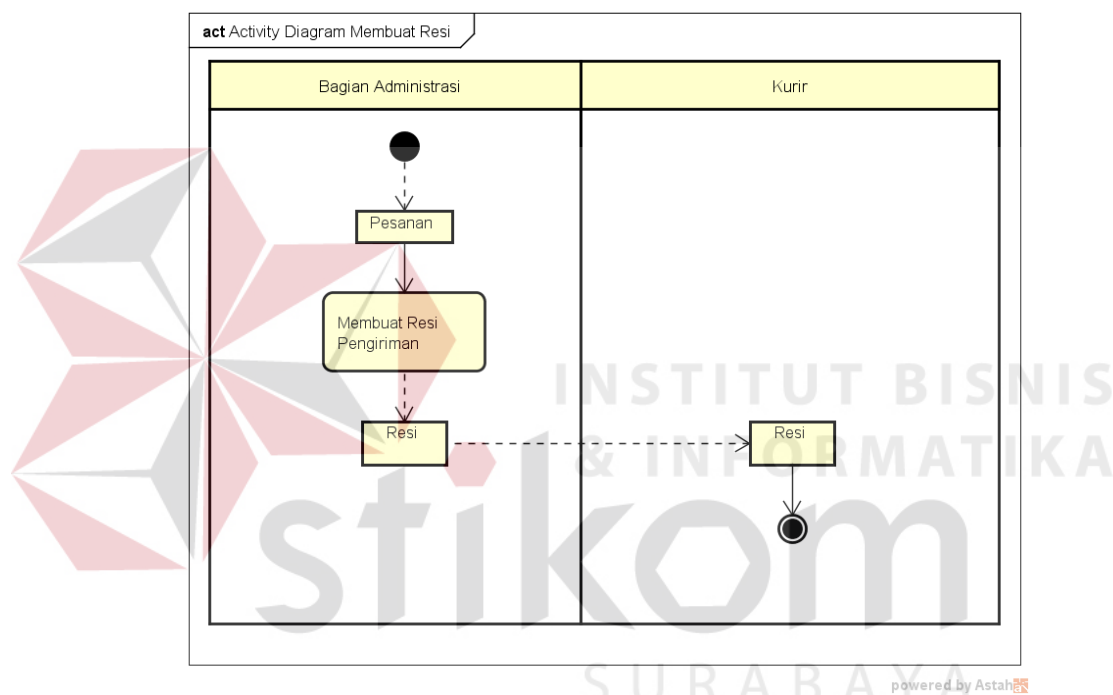 act Activity Diagram Membuat Resi
Bagian Administrasi
Kurir
Pesanan
Membuat Resi
Pengiriman
Resi
Resi
INSTITUT BISNIS
& INFORMATIKA
stikom
SURABAYA
powered by Astah